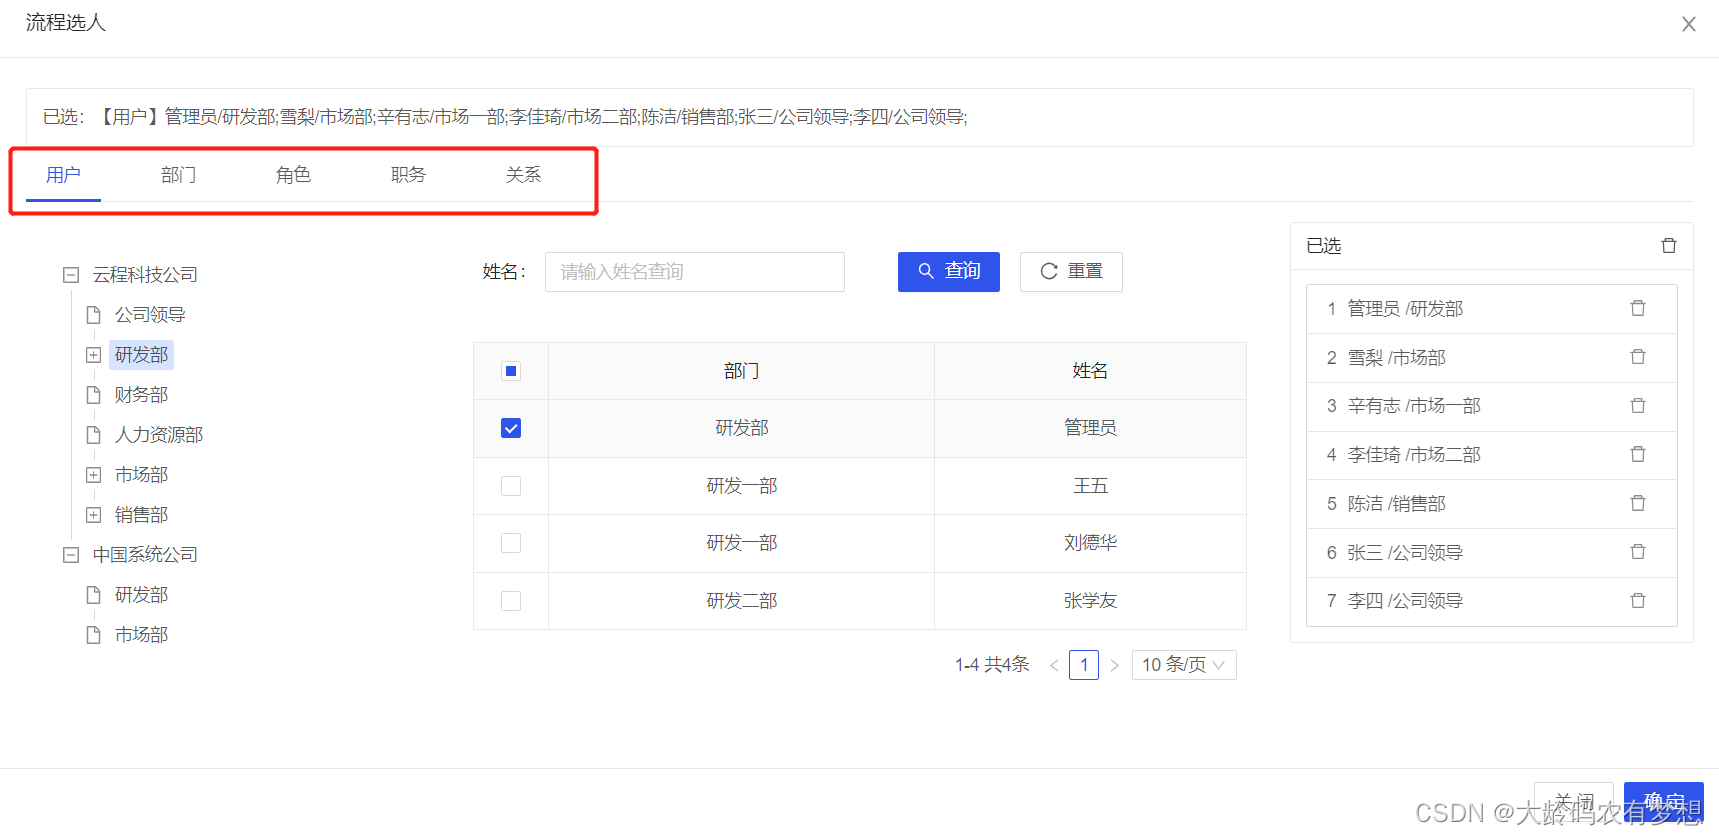 流程选人
已选: 【用户】管理员/研发部;雪梨/市场部;辛有志/市场一部;李佳琦/市场二部;陈洁/销售部;张三/公司领导;李四/公司领导;
用户 部门 角色 职务 关系
云程科技公司
公司领导
研发部
财务部
人力资源部
市场部
销售部
中国系统公司
研发部
市场部
姓名: 请输入姓名查询 查询 重置
部门 姓名
研发部 管理员
研发一部 王五
研发一部 刘德华
研发二部 张学友
1-4 共4条 < 1 > 10 条/页
已选
1 管理员 /研发部
2 雪梨 /市场部
3 辛有志 /市场一部
4 李佳琦 /市场二部
5 陈洁 /销售部
6 张三 /公司领导
7 李四 /公司领导
关闭 确定
CSDN @大龄码农有梦想